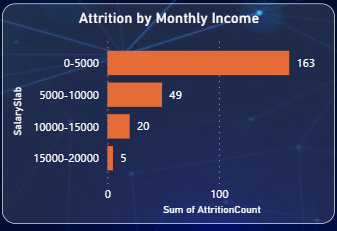 Attrition by Monthly Income
SalarySlab
0-5000 163
5000-10000 49
10000-15000 20
15000-20000 5
0 100
Sum of AttritionCount